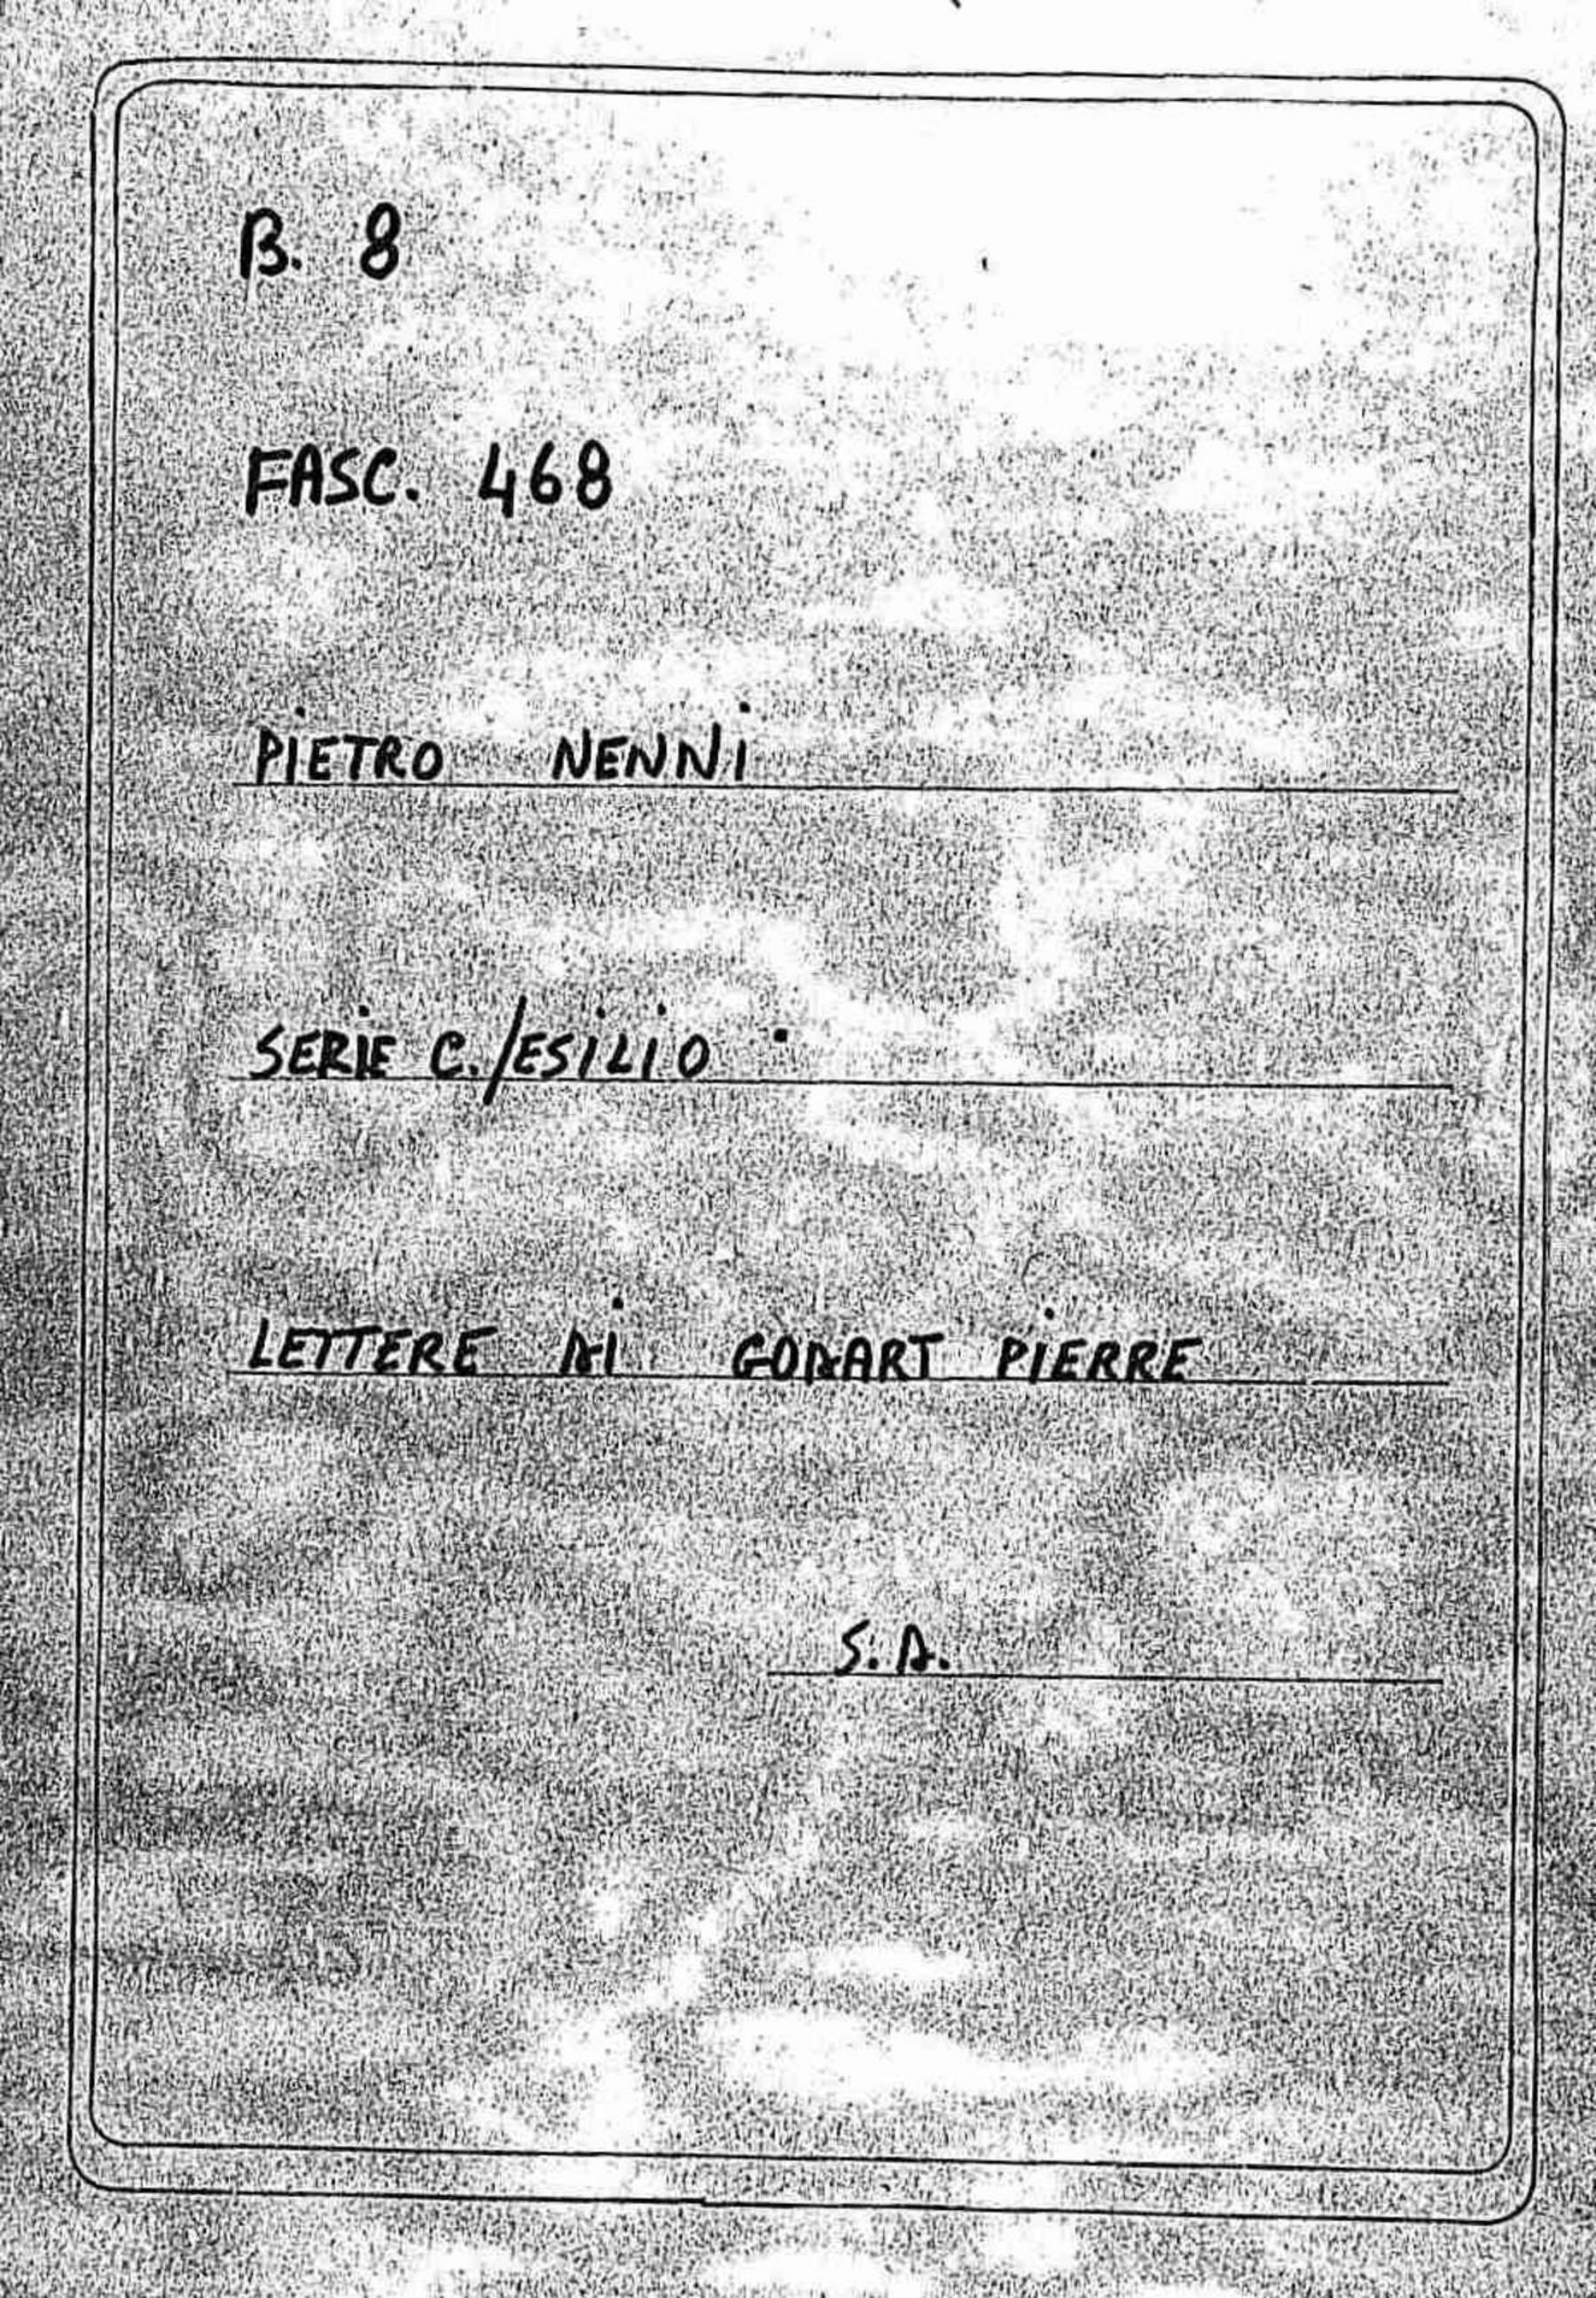 B. 8
FASC. 468
PIETRO NENNI
SERIE C./ESILIO
LETTERE DI GODART PIERRE
S.D.